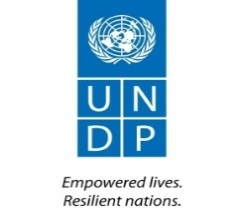 U N
D P
Empowered lives.
Resilient nations.